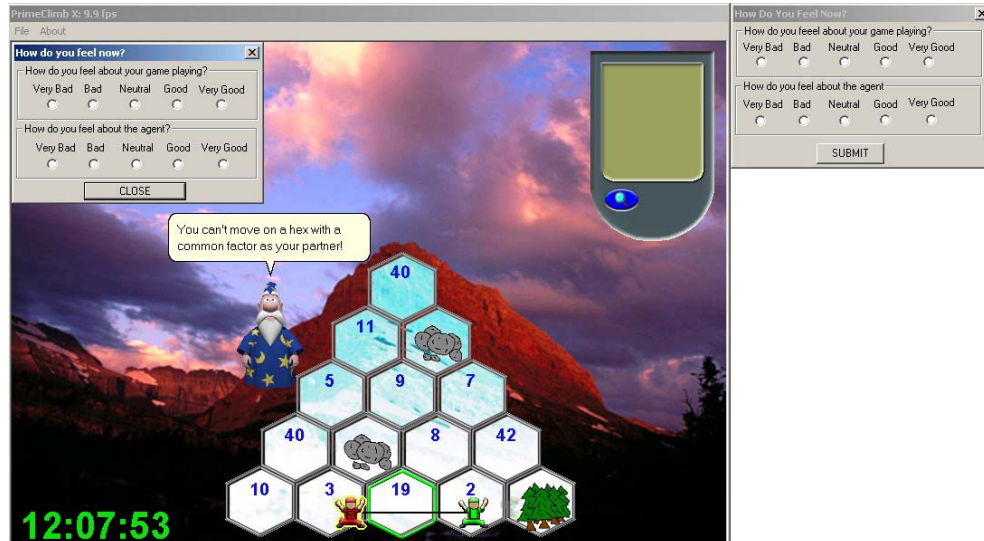 PrimeClimb X: 9.9 fps
File About
How do you feel now?
How do you feel about your game playing?
Very Bad Bad Neutral Good Very Good
How do you feel about the agent?
Very Bad Bad Neutral Good Very Good
CLOSE
How Do You Feel Now?
How do you feeel about your game playing?
Very Bad Bad Neutral Good Very Good
How do you feel about the agent
Very Bad Bad Neutral Good Very Good
SUBMIT
You can't move on a hex with a
common factor as your partner!
40
11
5 9 7
40 8 42
10 3 19 2
12:07:53